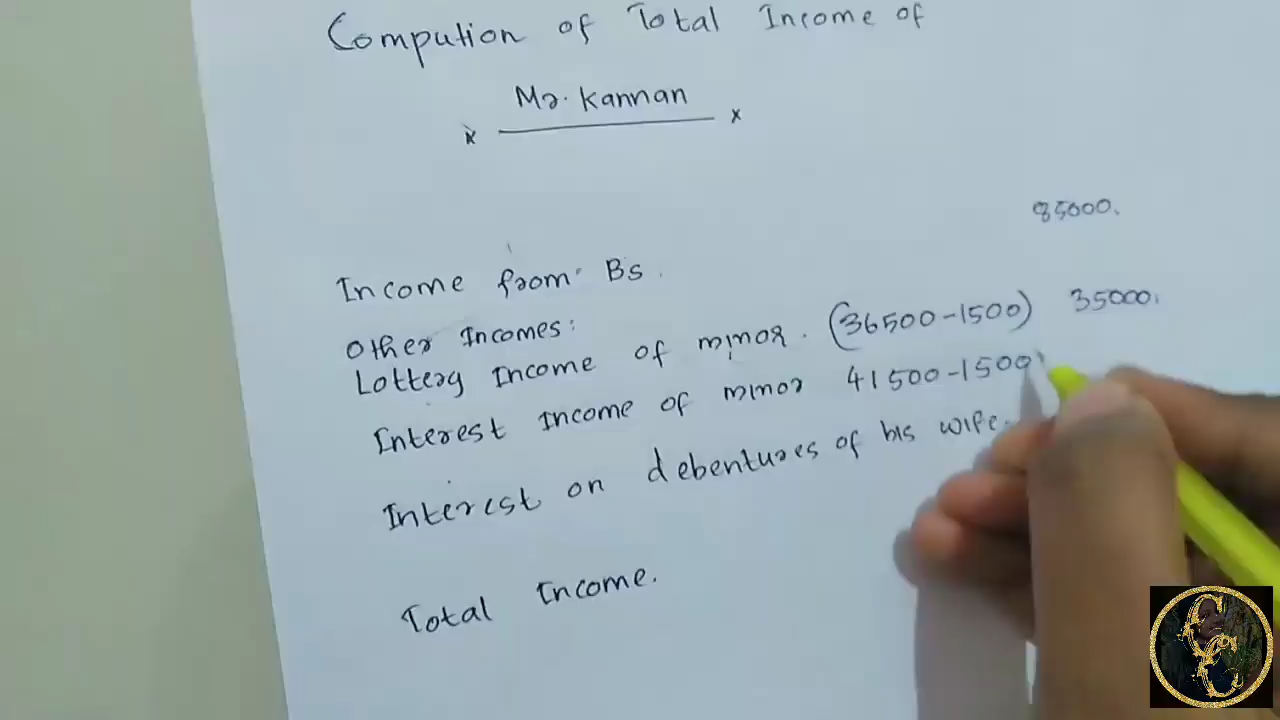 Compution of Total Income of
Mr. Kannan
85000.
Income from Bs.
Other Incomes:
Lottery Income of minor. (36500-1500) 35000.
Interest Income of minor 41500-1500
Interest on debentures of his wife.
Total Income.